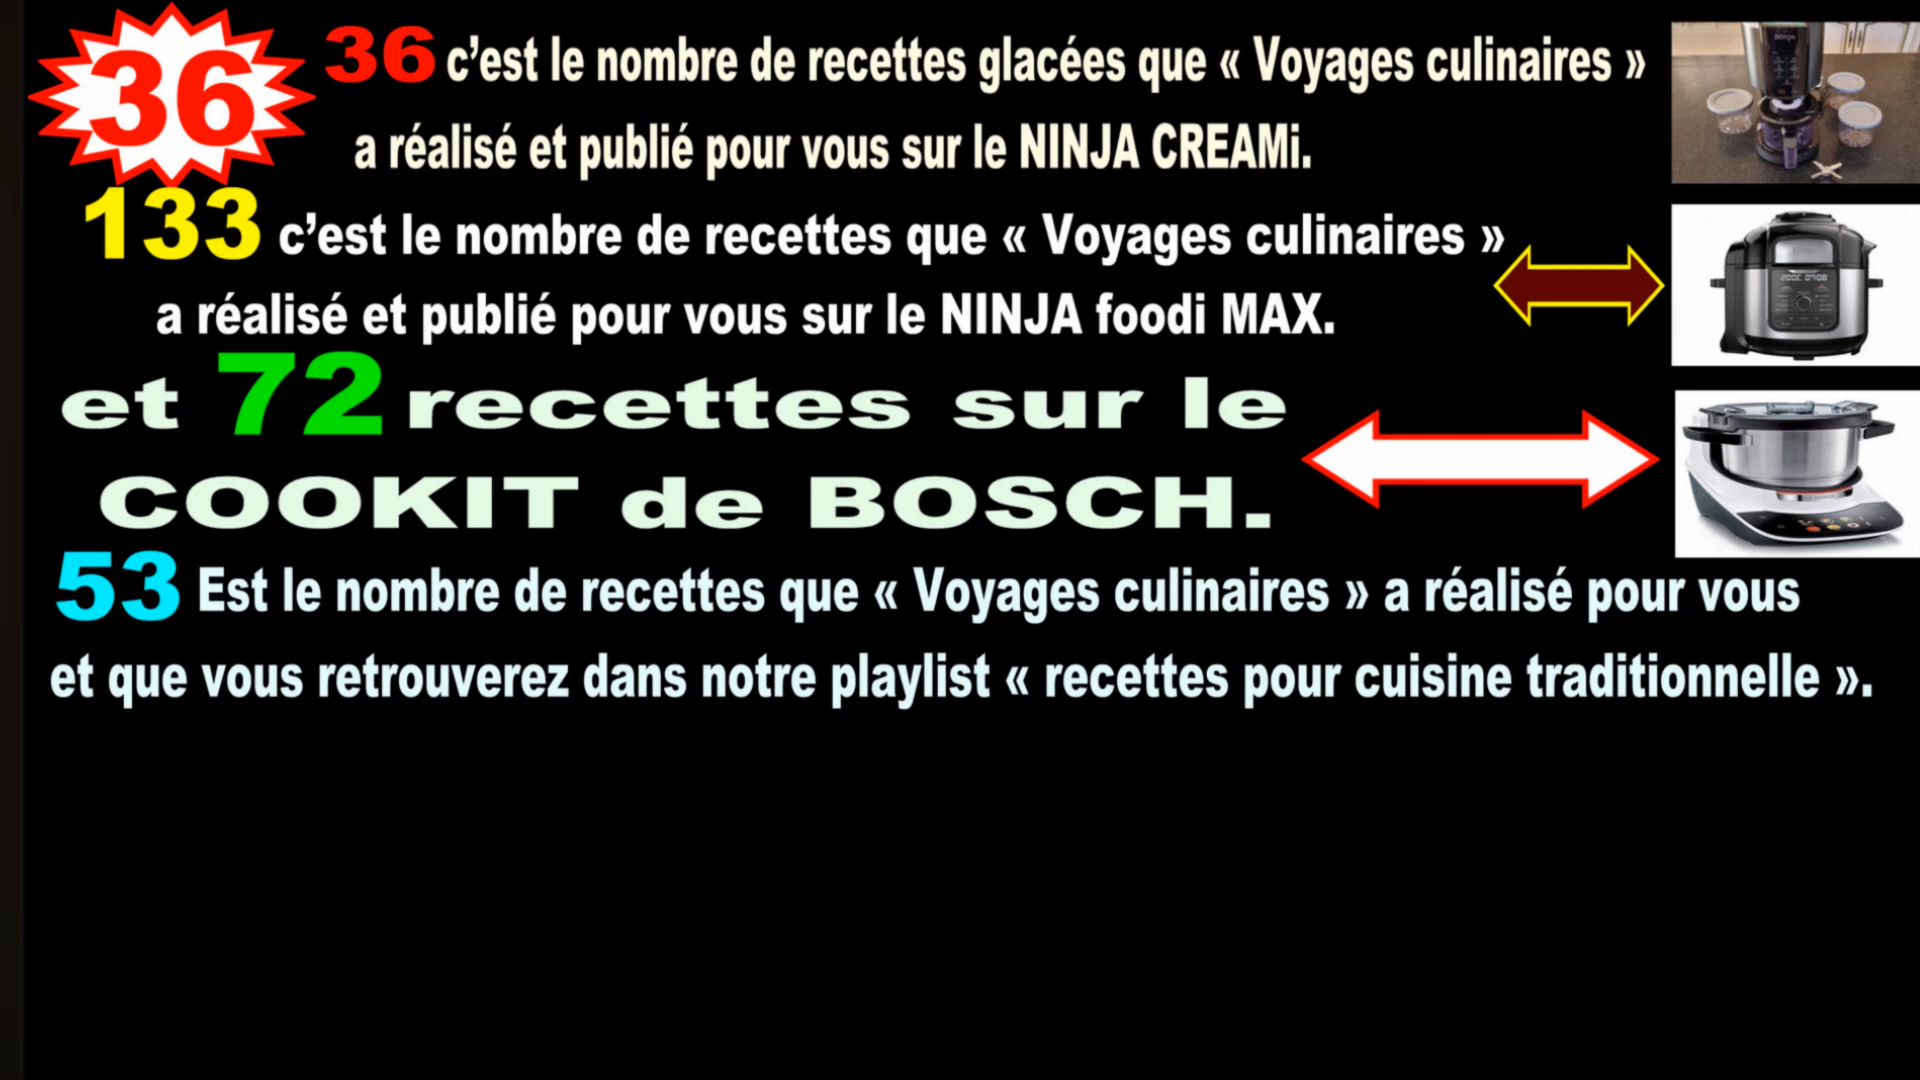 36
36 c’est le nombre de recettes glacées que « Voyages culinaires »
a réalisé et publié pour vous sur le NINJA CREAMi.
133 c’est le nombre de recettes que « Voyages culinaires »
a réalisé et publié pour vous sur le NINJA foodi MAX.
et 72 recettes sur le
COOKIT de BOSCH.
53 Est le nombre de recettes que « Voyages culinaires » a réalisé pour vous
et que vous retrouverez dans notre playlist « recettes pour cuisine traditionnelle ».